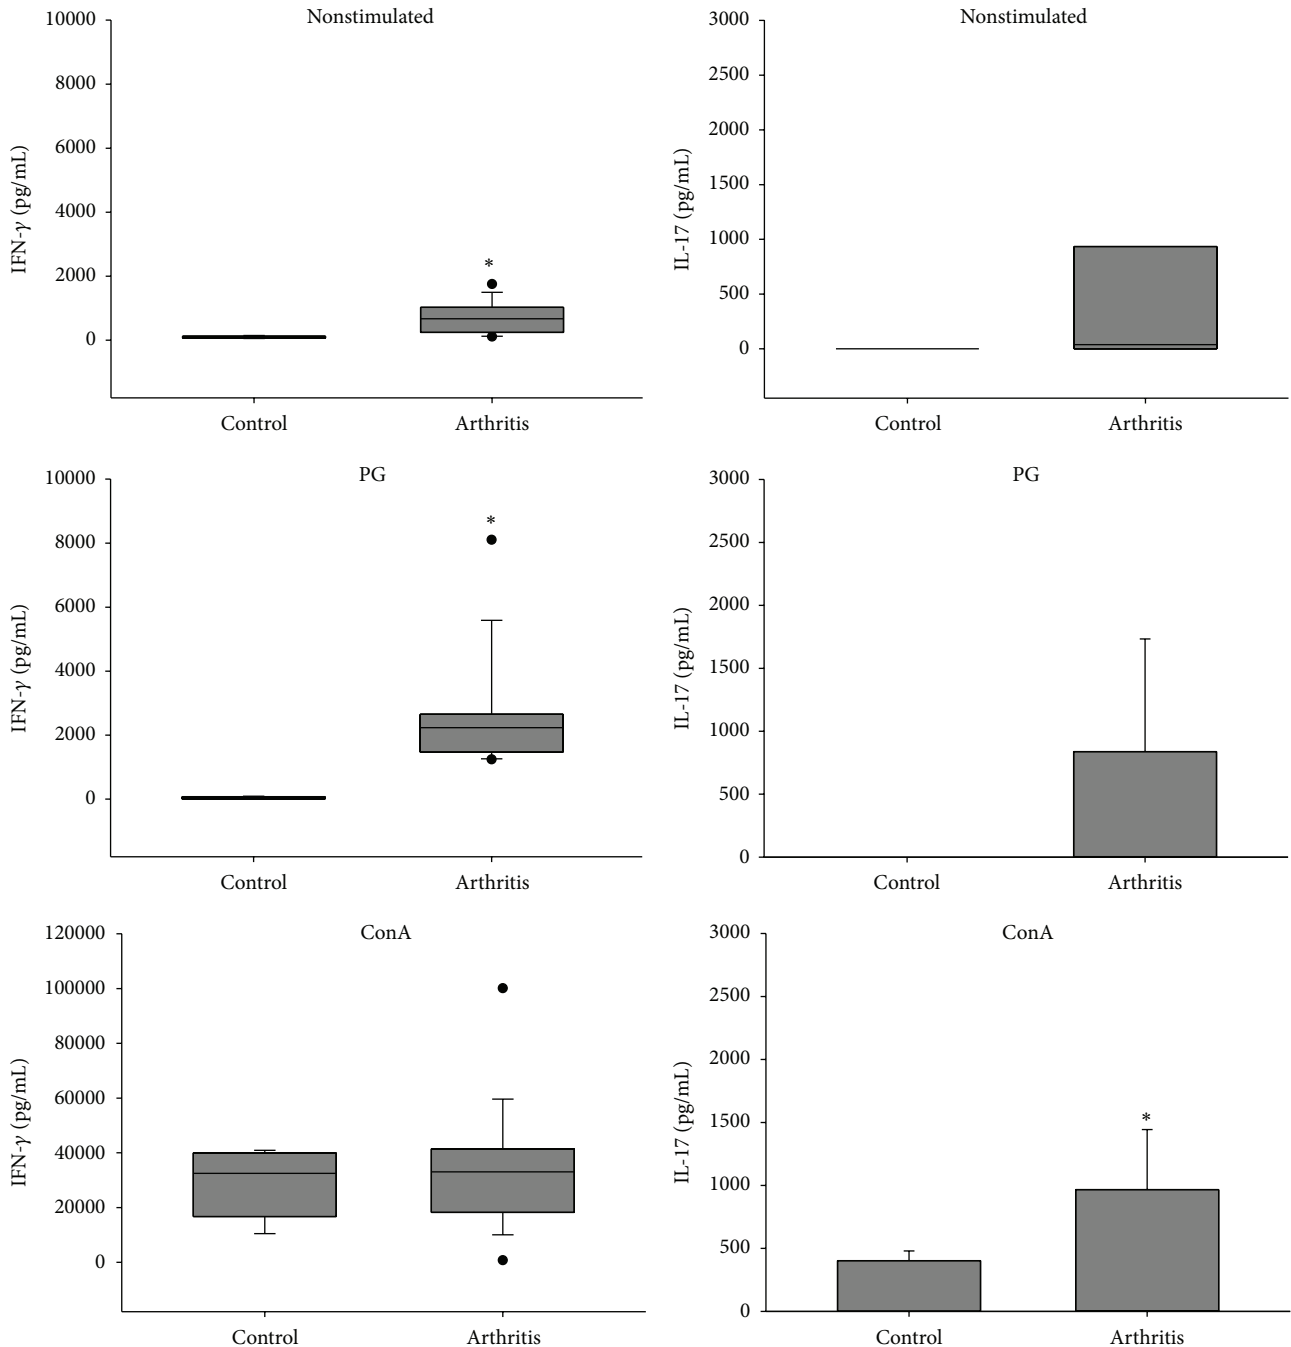 Nonstimulated
10000
8000
6000
4000
2000
0
IFN-γ (pg/mL)
*
Control Arthritis
Nonstimulated
3000
2500
2000
1500
1000
500
0
IL-17 (pg/mL)
Control Arthritis
PG
10000
8000
6000
4000
2000
0
IFN-γ (pg/mL)
*
Control Arthritis
PG
3000
2500
2000
1500
1000
500
0
IL-17 (pg/mL)
Control Arthritis
ConA
120000
100000
80000
60000
40000
20000
0
IFN-γ (pg/mL)
Control Arthritis
ConA
3000
2500
2000
1500
1000
500
0
IL-17 (pg/mL)
*
Control Arthritis